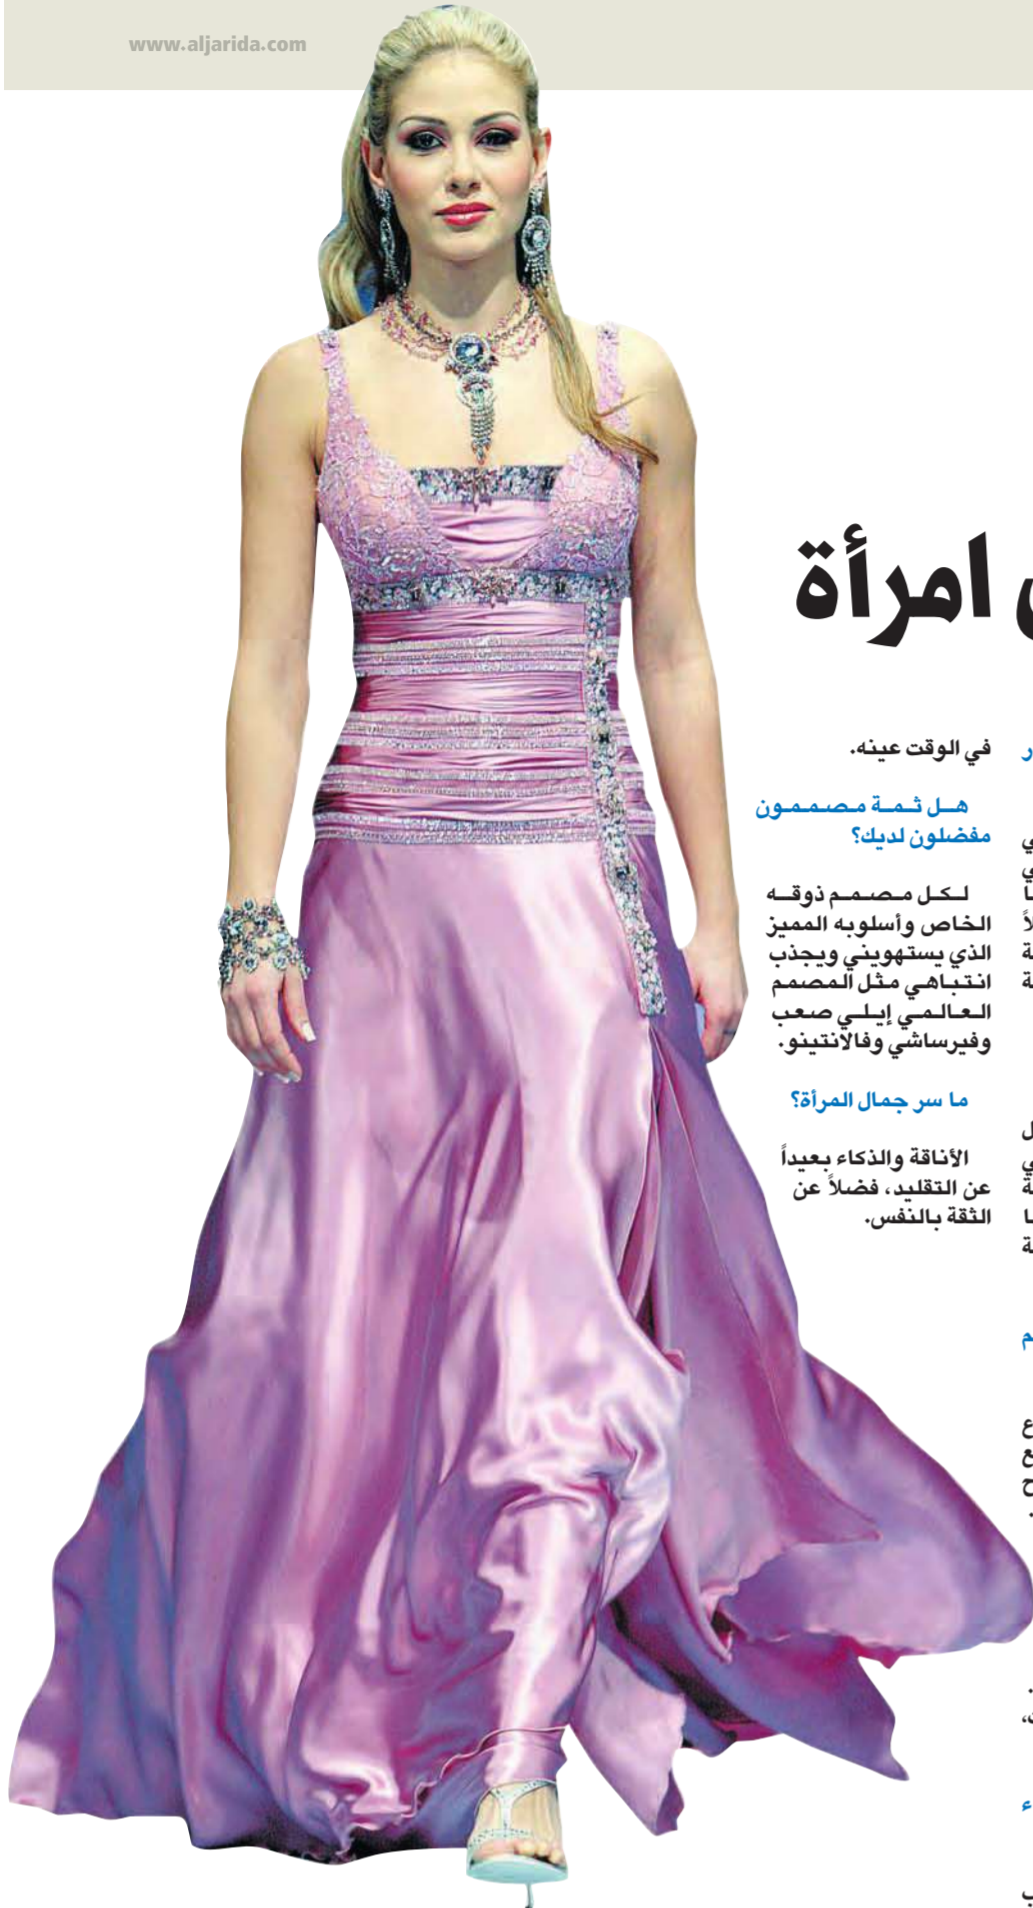 www.aljarida.com
امرأة
في الوقت عينه.
هل ثمة مصممون
مفضلون لديك؟
لكل مصمم ذوقه
الخاص وأسلوبه المميز
الذي يستهويني ويجذب
انتباهي مثل المصمم
العالمي إيلي صعب
وفيرساشي وفالانتينو.
ما سر جمال المرأة؟
الأناقة والذكاء بعيداً
عن التقليد، فضلاً عن
الثقة بالنفس.